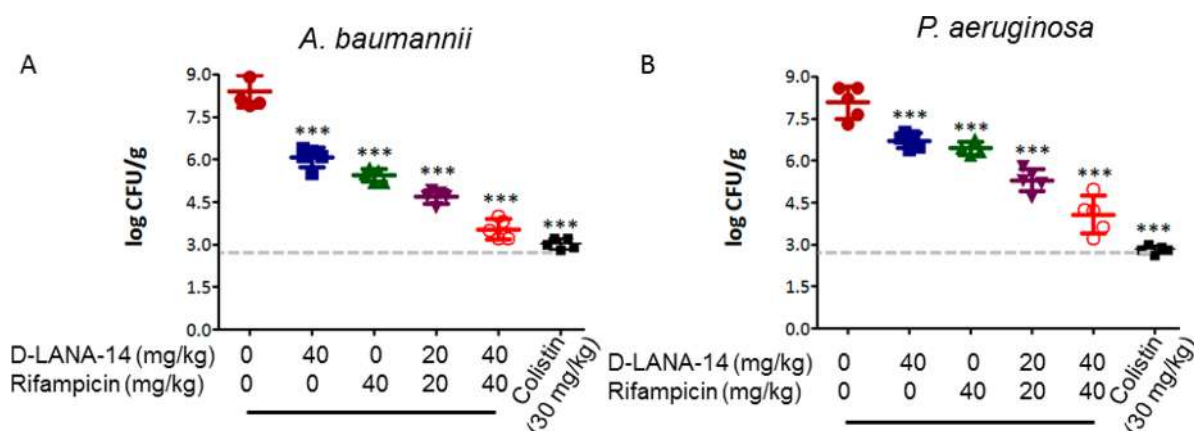 A. baumannii
A
log CFU/g
9.0
7.5
6.0
4.5
3.0
1.5
0.0
***
***
***
***
***
D-LANA-14 (mg/kg) 0 40 0 20 40
Rifampicin (mg/kg) 0 0 40 20 40
Colistin
(30 mg/kg)
P. aeruginosa
B
log CFU/g
9.0
7.5
6.0
4.5
3.0
1.5
0.0
***
***
***
***
***
D-LANA-14 (mg/kg) 0 40 0 20 40
Rifampicin (mg/kg) 0 0 40 20 40
Colistin
(30 mg/kg)